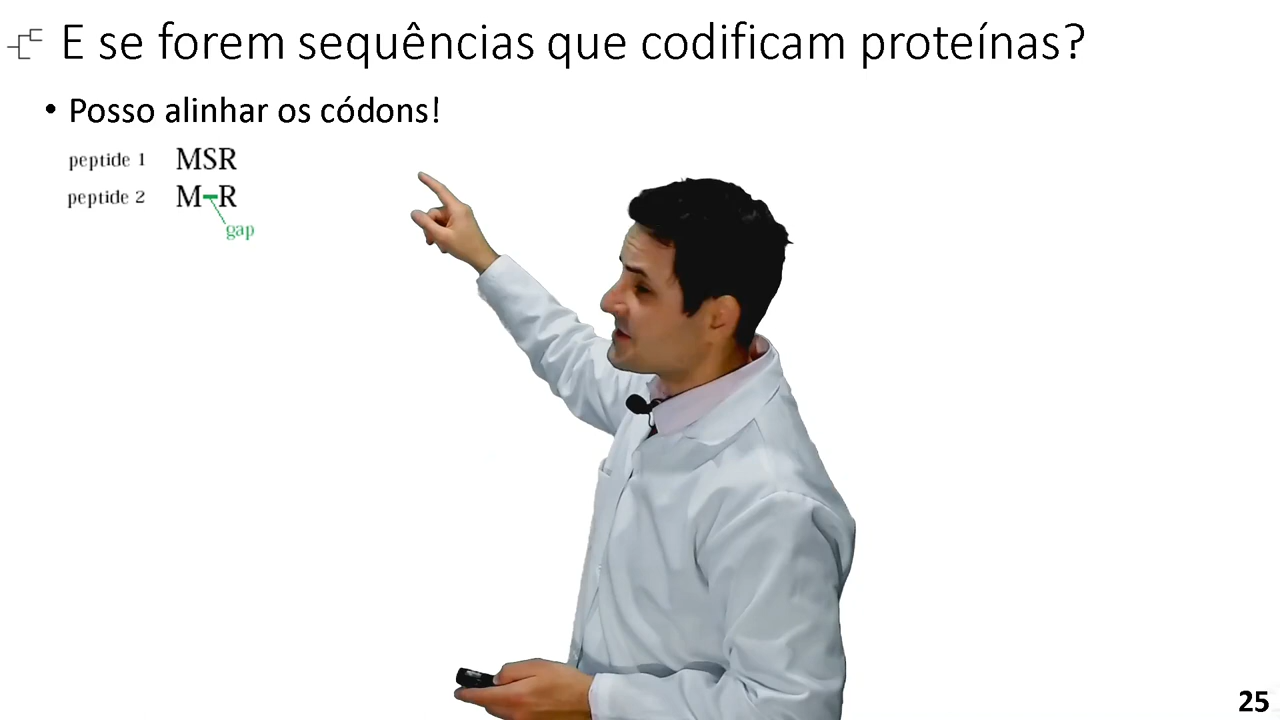 E se forem sequências que codificam proteínas?
• Posso alinhar os códons!
peptide 1 MSR
peptide 2 M-R
gap
25